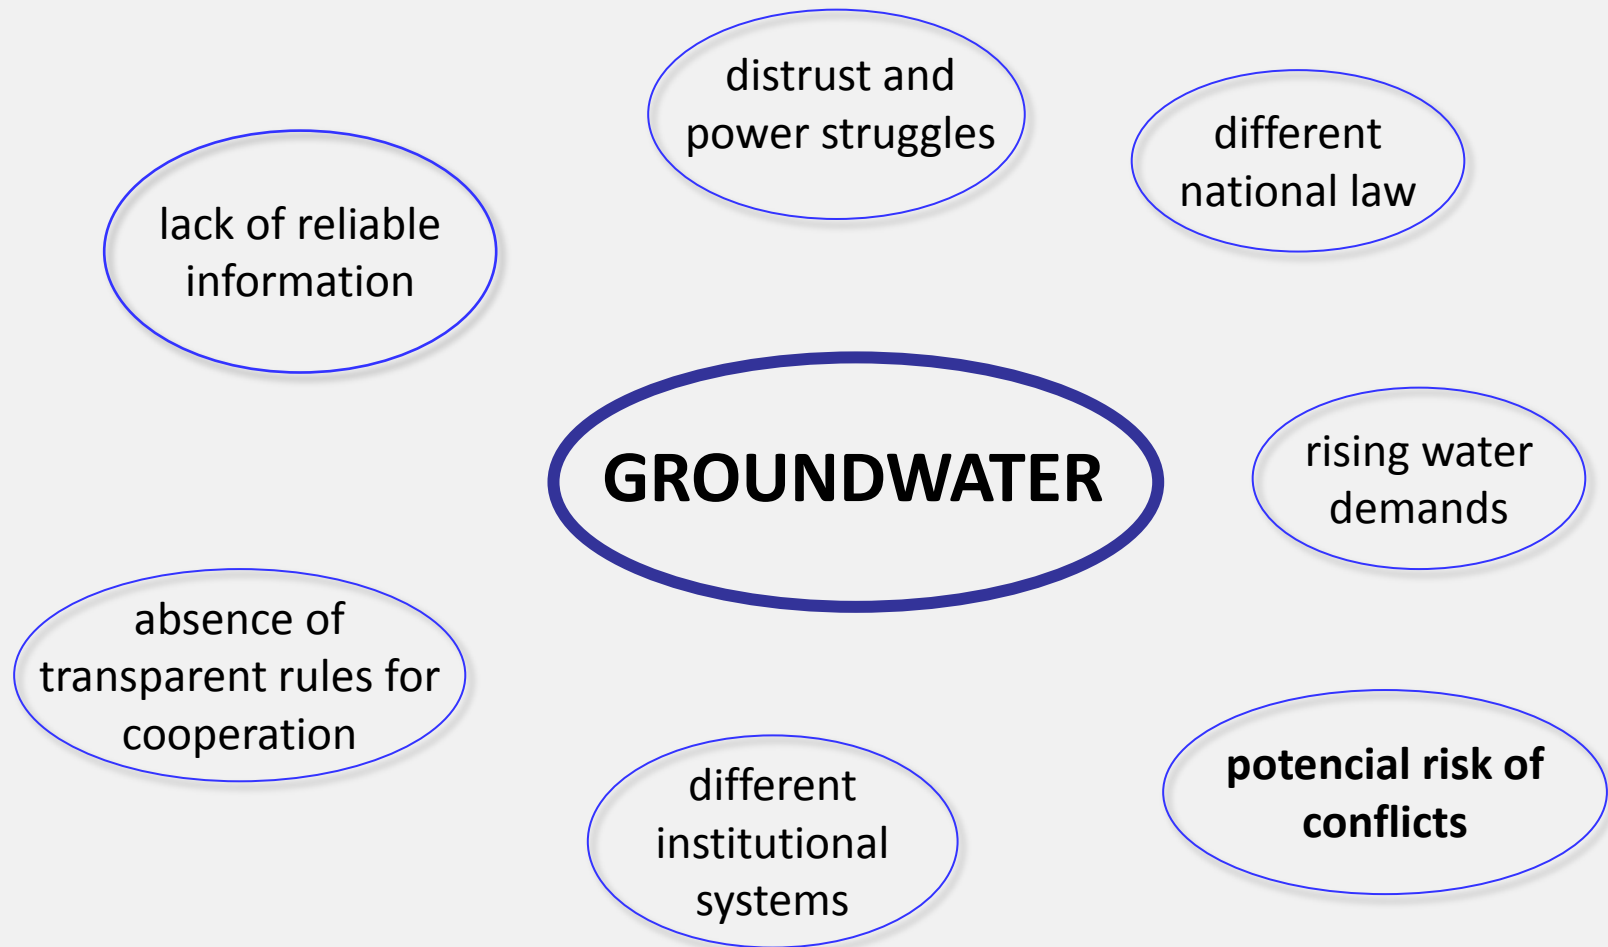 distrust and
power struggles
different
national law
lack of reliable
information
GROUNDWATER
rising water
demands
absence of
transparent rules for
cooperation
different
institutional
systems
potencial risk of
conflicts